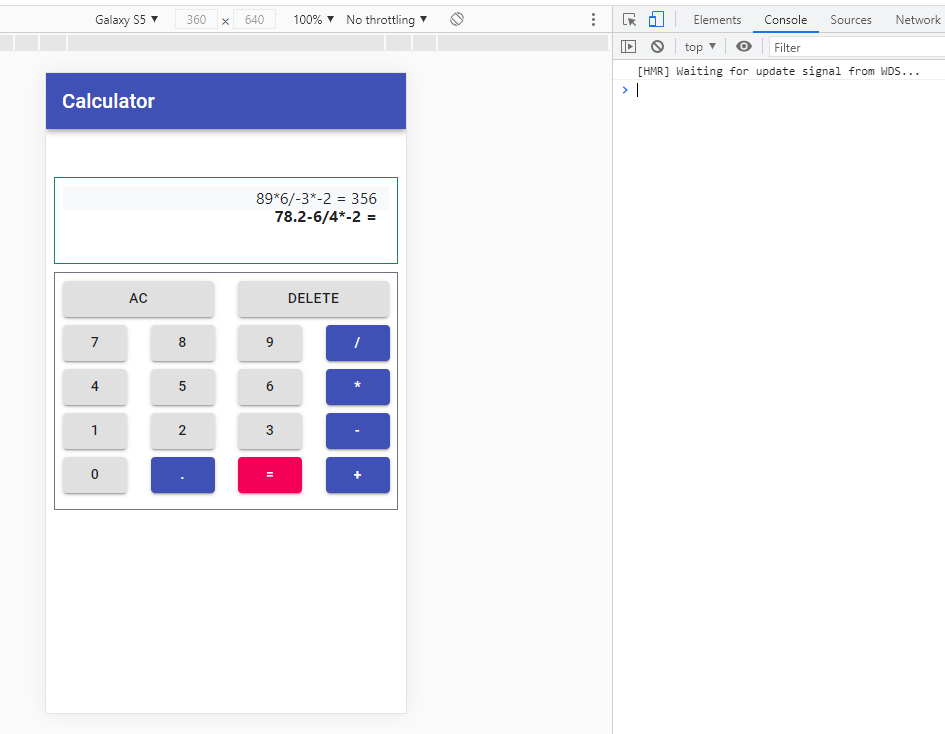 Galaxy S5 ▼ 360 × 640 100% ▼ No throttling ▼
Elements Console Sources Network
top ▼ Filter
[HMR] Waiting for update signal from WDS...
>
Calculator
89*6/-3*-2 = 356
78.2-6/4*-2 =
AC DELETE
7 8 9 /
4 5 6 *
1 2 3 -
0 . = +